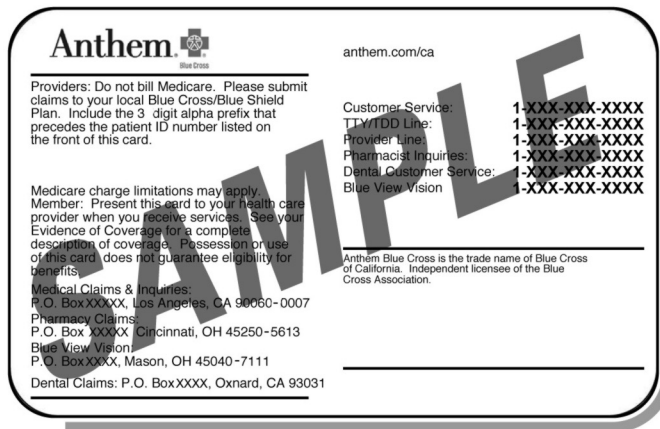 Anthem
Blue Cross
Providers: Do not bill Medicare. Please submit
claims to your local Blue Cross/Blue Shield
Plan. Include the 3 digit alpha prefix that
precedes the patient ID number listed on
the front of this card.
Medicare charge limitations may apply.
Member: Present this card to your health care
provider when you receive services. See your
Evidence of Coverage for a complete
description of coverage. Possession or use
of this card does not guarantee eligibility for
benefits.
Medical Claims & Inquiries:
P.O. Box XXXXX, Los Angeles, CA 90060-0007
Pharmacy Claims:
P.O. Box XXXXX Cincinnati, OH 45250-5613
Blue View Vision:
P.O. Box XXXX, Mason, OH 45040-7111
Dental Claims: P.O. Box XXXX, Oxnard, CA 93031
anthem.com/ca
Customer Service: 1-XXX-XXX-XXXX
TTY/TDD Line: 1-XXX-XXX-XXXX
Provider Line: 1-XXX-XXX-XXXX
Pharmacist Inquiries: 1-XXX-XXX-XXXX
Dental Customer Service: 1-XXX-XXX-XXXX
Blue View Vision 1-XXX-XXX-XXXX
Anthem Blue Cross is the trade name of Blue Cross
of California. Independent licensee of the Blue
Cross Association.
SAMPLE